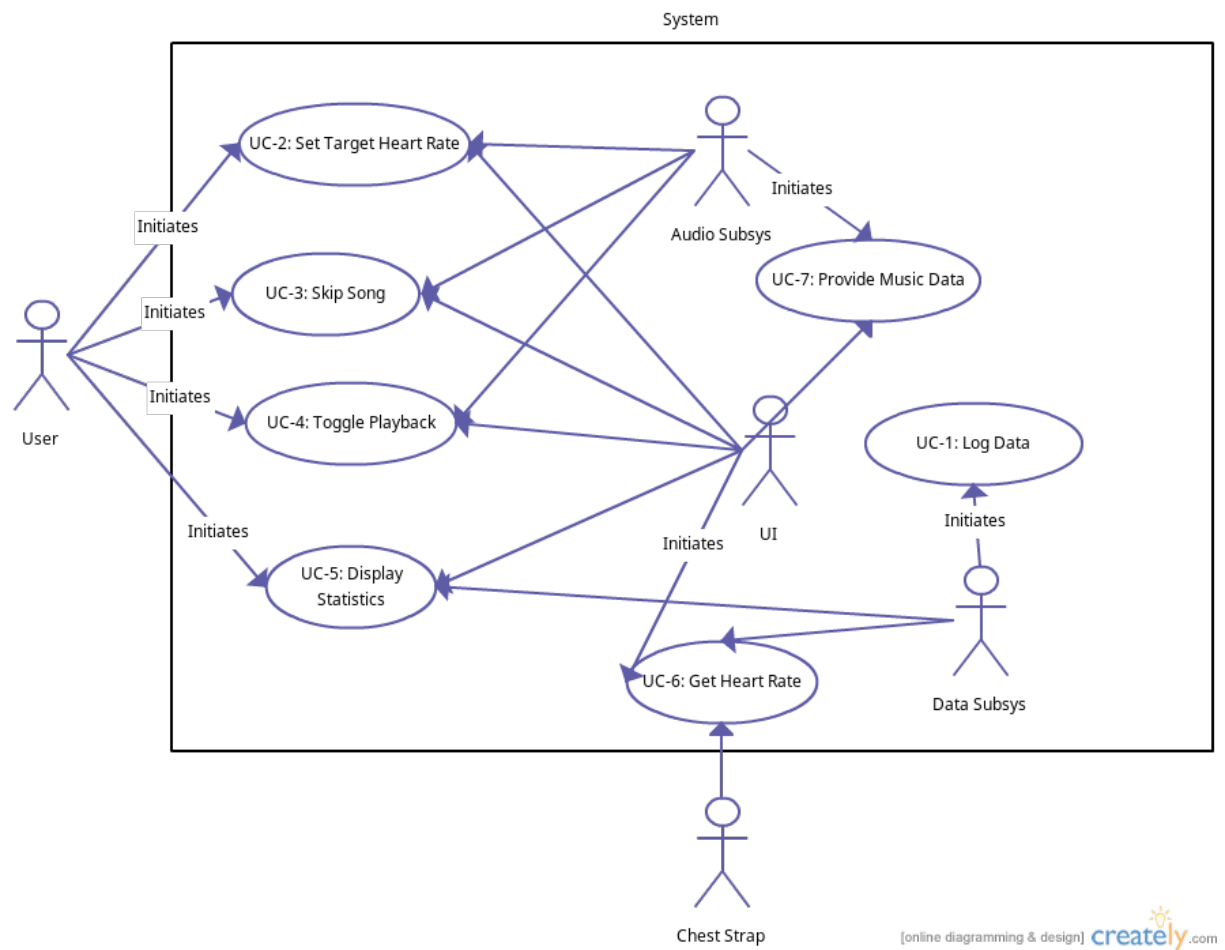 System
UC-2: Set Target Heart Rate
Initiates
Initiates
Audio Subsys
Initiates
UC-7: Provide Music Data
UC-3: Skip Song
Initiates
User
Initiates
UC-4: Toggle Playback
UC-1: Log Data
Initiates
UI
Initiates
Initiates
UC-5: Display
Statistics
UC-6: Get Heart Rate
Data Subsys
Chest Strap
[online diagramming & design] creately.com